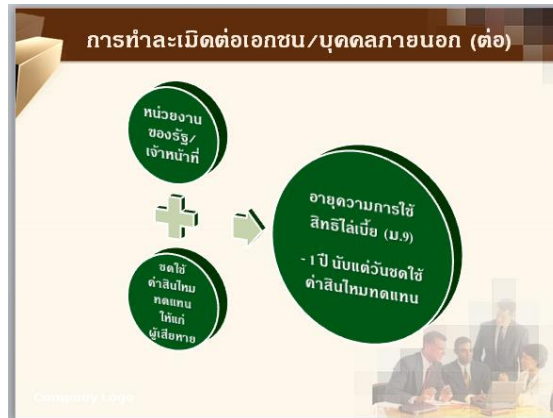 การทำละเมิดต่อเอกชน/บุคคลภายนอก (ต่อ)
หน่วยงาน
ของรัฐ/
เจ้าหน้าที่
ชดใช้
ค่าสินไหม
ทดแทน
ให้แก่
ผู้เสียหาย
อายุความการใช้
สิทธิไล่เบี้ย (ม.9)
- 1 ปี นับแต่วันชดใช้
ค่าสินไหมทดแทน
Company Logo